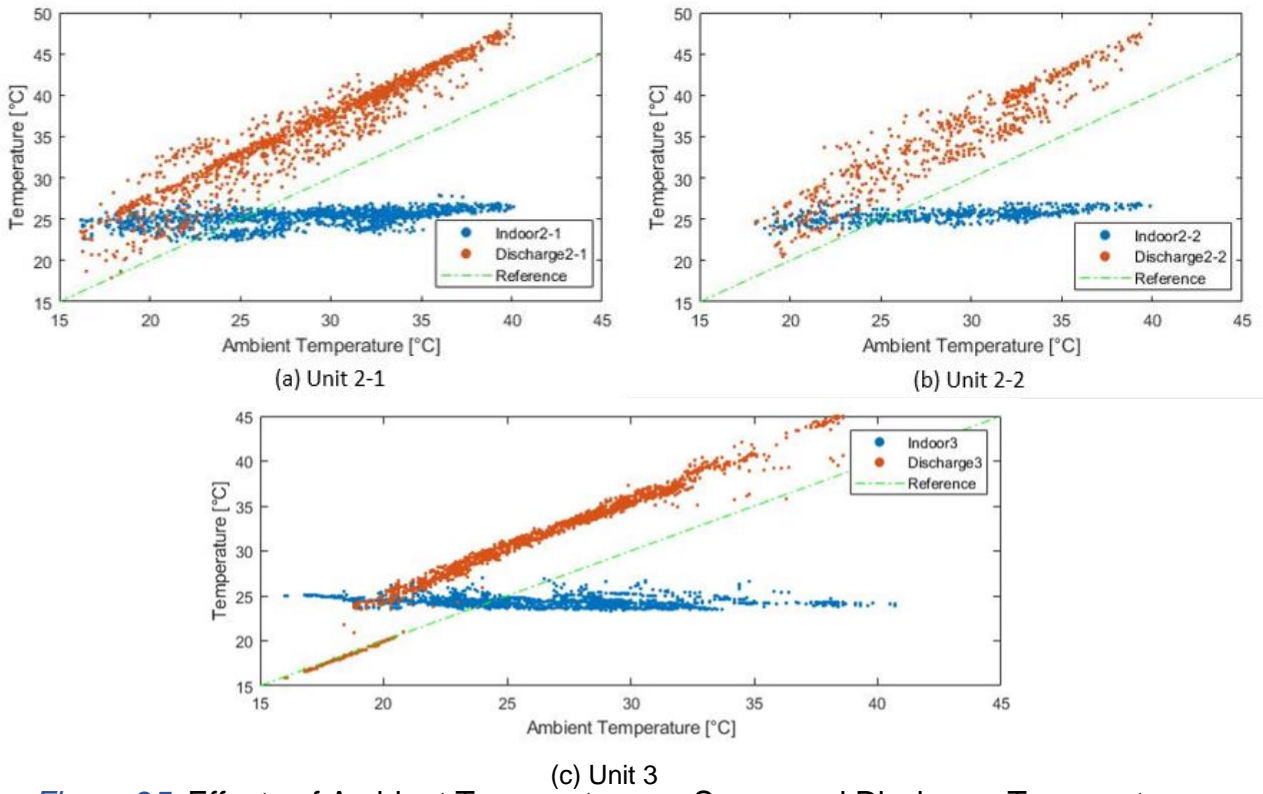 50
45
40
35
30
25
20
15
Temperature [°C]
Indoor2-1
Discharge2-1
Reference
15 20 25 30 35 40 45
Ambient Temperature [°C]
(a) Unit 2-1
50
45
40
35
30
25
20
15
Temperature [°C]
Indoor2-2
Discharge2-2
Reference
15 20 25 30 35 40 45
Ambient Temperature [°C]
(b) Unit 2-2
45
40
35
30
25
20
15
Temperature [°C]
Indoor3
Discharge3
Reference
15 20 25 30 35 40 45
Ambient Temperature [°C]
(c) Unit 3
Effects of Ambient Temperature on Space and Discharge Temperature